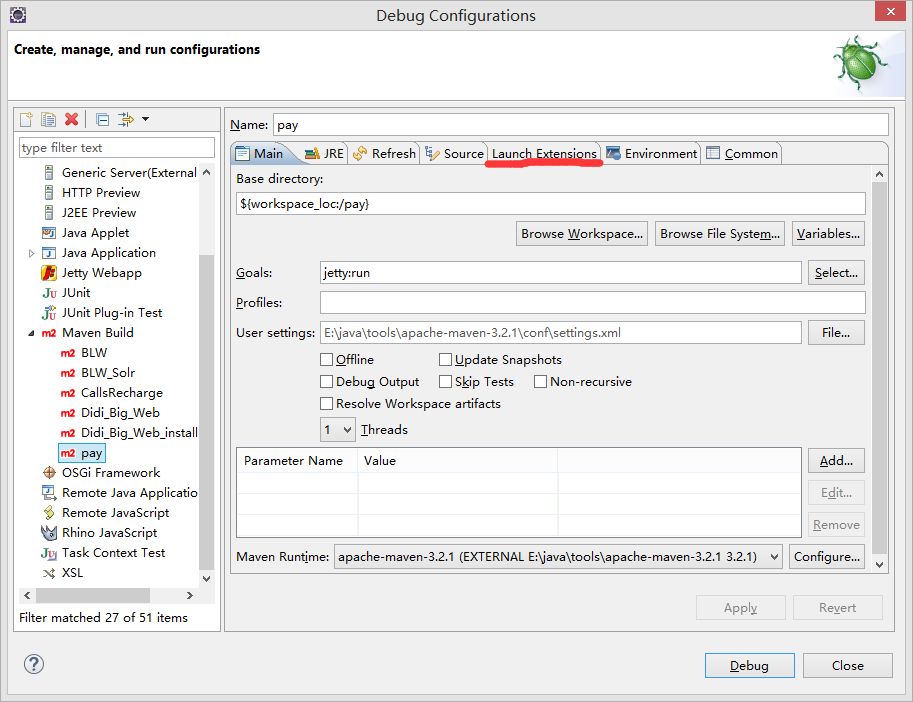 Debug Configurations
Create, manage, and run configurations
type filter text
Generic Server(External
HTTP Preview
J2EE Preview
Java Applet
Java Application
Jetty Webapp
JUnit
JUnit Plug-in Test
Maven Build
BLW
BLW_Solr
CallsRecharge
Didi_Big_Web
Didi_Big_Web_install
pay
OSGi Framework
Remote Java Applicatio
Remote JavaScript
Rhino JavaScript
Task Context Test
XSL
Filter matched 27 of 51 items
Name: pay
Main JRE Refresh Source Launch Extensions Environment Common
Base directory:
${workspace_loc:/pay}
Browse Workspace... Browse File System... Variables...
Goals: jetty:run Select...
Profiles:
User settings: E:\java\tools\apache-maven-3.2.1\conf\settings.xml File...
Offline Update Snapshots
Debug Output Skip Tests Non-recursive
Resolve Workspace artifacts
1 Threads
Parameter Name Value
Add...
Edit...
Remove
Maven Runtime: apache-maven-3.2.1 (EXTERNAL E:\java\tools\apache-maven-3.2.1 3.2.1) Configure...
Apply Revert
? Debug Close